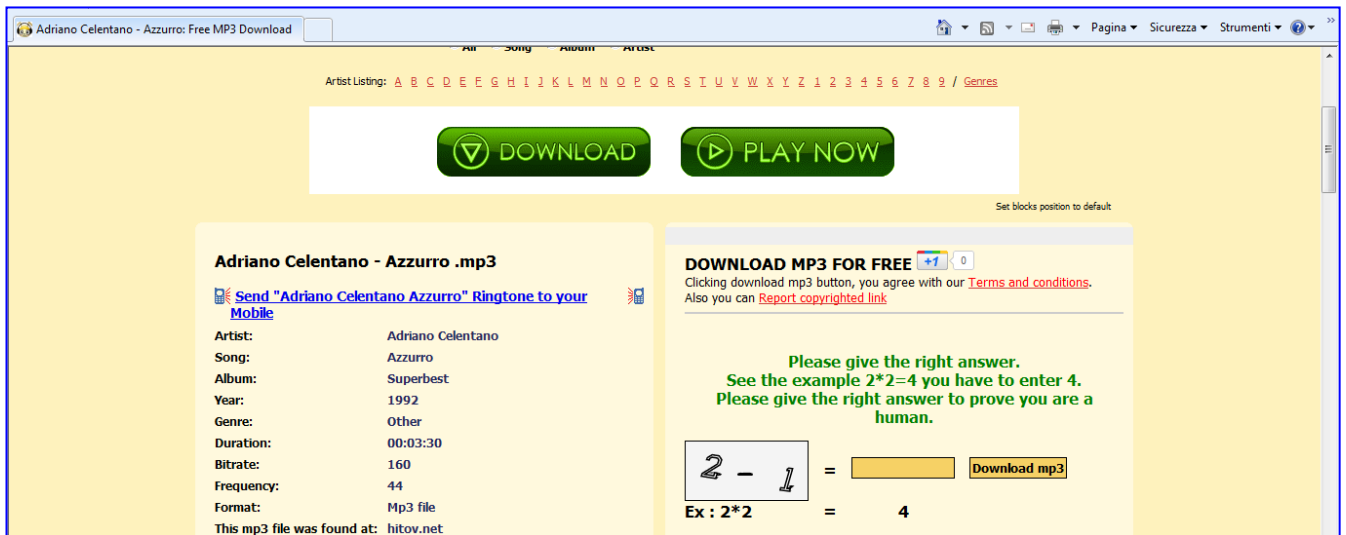 Adriano Celentano - Azzurro: Free MP3 Download
Pagina Sicurezza Strumenti
All Song Album Artist
Artist Listing: A B C D E F G H I J K L M N O P Q R S T U V W X Y Z 1 2 3 4 5 6 7 8 9 / Genres
DOWNLOAD PLAY NOW
Set blocks position to default
Adriano Celentano - Azzurro .mp3
Send "Adriano Celentano Azzurro" Ringtone to your
Mobile
Artist: Adriano Celentano
Song: Azzurro
Album: Superbest
Year: 1992
Genre: Other
Duration: 00:03:30
Bitrate: 160
Frequency: 44
Format: Mp3 file
This mp3 file was found at: hitov.net
DOWNLOAD MP3 FOR FREE +1 0
Clicking download mp3 button, you agree with our Terms and conditions.
Also you can Report copyrighted link
Please give the right answer.
See the example 2*2=4 you have to enter 4.
Please give the right answer to prove you are a
human.
2 - 1 = Download mp3
Ex : 2*2 = 4